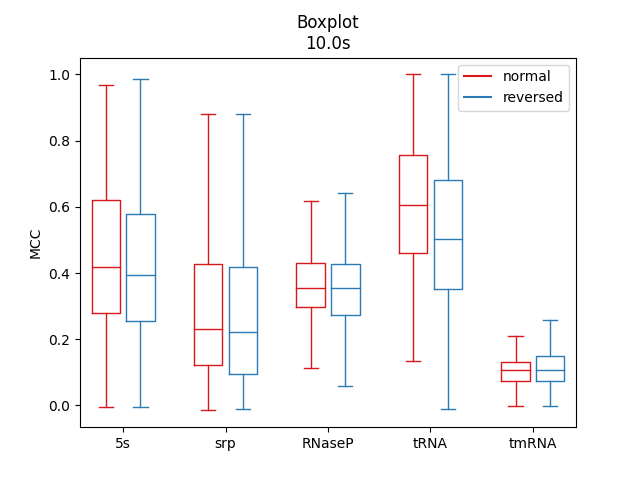 Boxplot
10.0s
normal
reversed
MCC
1.0
0.8
0.6
0.4
0.2
0.0
5s
srp
RNaseP
tRNA
tmRNA